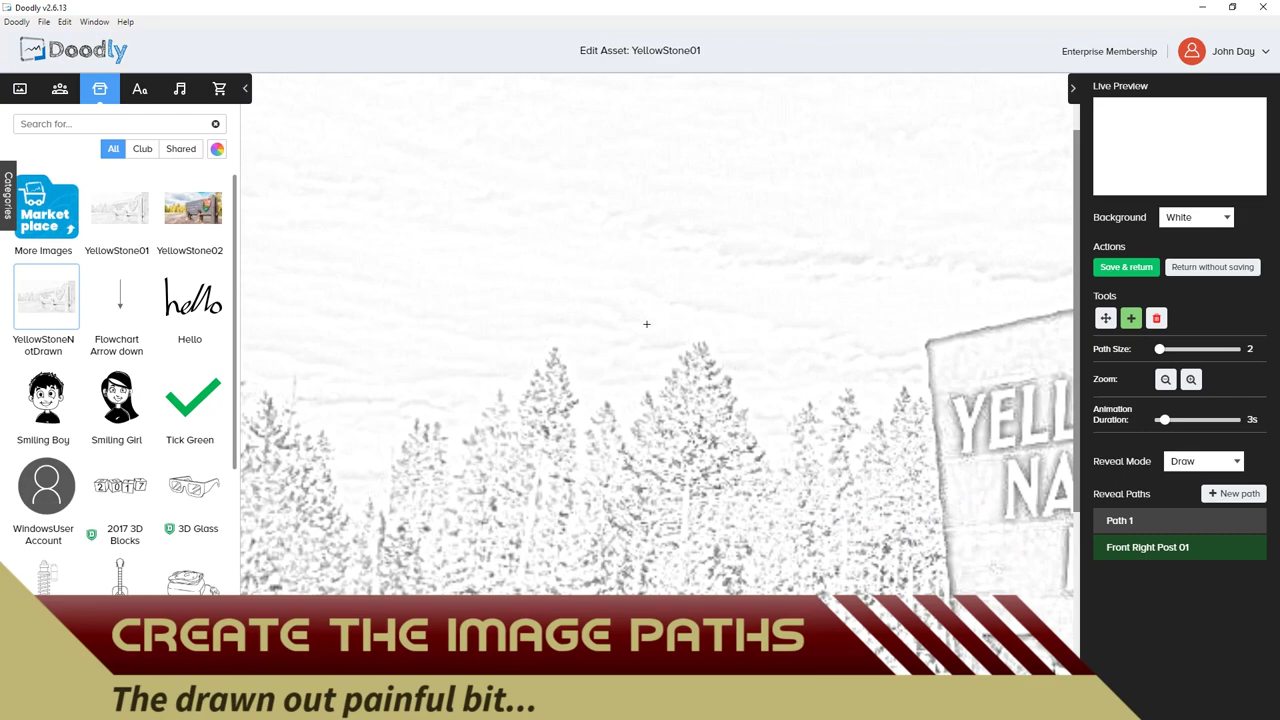 Doodly v2.6.13
Doodly File Edit Window Help
Doodly
Edit Asset: YellowStone01
Enterprise Membership
John Day
Search for...
All Club Shared
Categories
Market
place
More Images YellowStone01 YellowStone02
hello
YellowStoneN
otDrawn
Flowchart
Arrow down
Hello
Smiling Boy Smiling Girl Tick Green
2017
WindowsUser
Account
2017 3D
Blocks
3D Glass
YELL
NA
Live Preview
Background White
Actions
Save & return Return without saving
Tools
Path Size: 2
Zoom:
Animation
Duration:
3s
Reveal Mode Draw
Reveal Paths + New path
Path 1
Front Right Post 01
CREATE THE IMAGE PATHS
The drawn out painful bit...